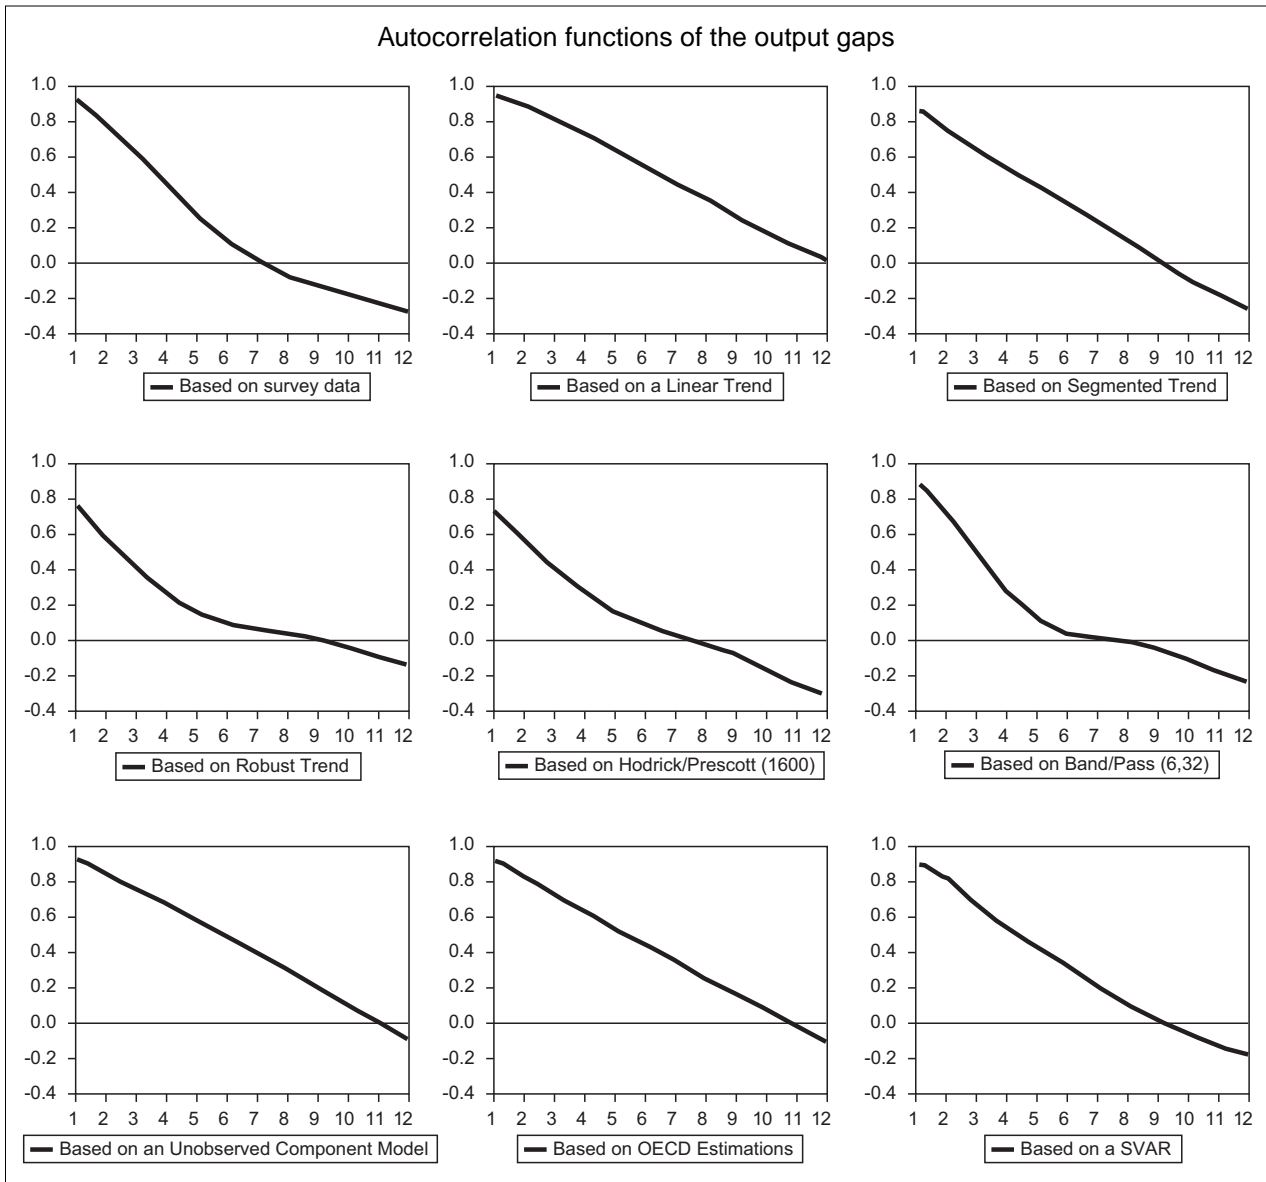 Autocorrelation functions of the output gaps
1.0 1.0 1.0
0.8 0.8 0.8
0.6 0.6 0.6
0.4 0.4 0.4
0.2 0.2 0.2
0.0 0.0 0.0
-0.2 -0.2 -0.2
-0.4 -0.4 -0.4
1 2 3 4 5 6 7 8 9 10 11 12 1 2 3 4 5 6 7 8 9 10 11 12 1 2 3 4 5 6 7 8 9 10 11 12
Based on survey data Based on a Linear Trend Based on Segmented Trend
1.0 1.0 1.0
0.8 0.8 0.8
0.6 0.6 0.6
0.4 0.4 0.4
0.2 0.2 0.2
0.0 0.0 0.0
-0.2 -0.2 -0.2
-0.4 -0.4 -0.4
1 2 3 4 5 6 7 8 9 10 11 12 1 2 3 4 5 6 7 8 9 10 11 12 1 2 3 4 5 6 7 8 9 10 11 12
Based on Robust Trend Based on Hodrick/Prescott (1600) Based on Band/Pass (6,32)
1.0 1.0 1.0
0.8 0.8 0.8
0.6 0.6 0.6
0.4 0.4 0.4
0.2 0.2 0.2
0.0 0.0 0.0
-0.2 -0.2 -0.2
-0.4 -0.4 -0.4
1 2 3 4 5 6 7 8 9 10 11 12 1 2 3 4 5 6 7 8 9 10 11 12 1 2 3 4 5 6 7 8 9 10 11 12
Based on an Unobserved Component Model Based on OECD Estimations Based on a SVAR